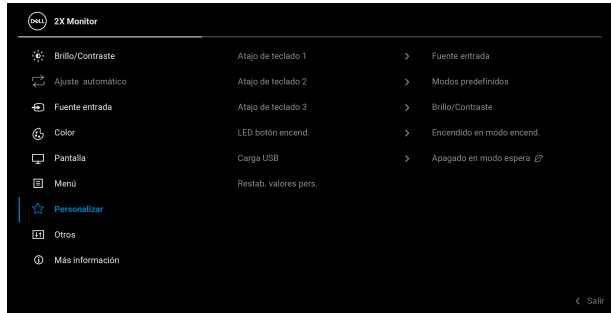 DELL 2X Monitor
Brillo/Contraste Atajo de teclado 1 Fuente entrada
Ajuste automático Atajo de teclado 2 Modos predefinidos
Fuente entrada Atajo de teclado 3 Brillo/Contraste
Color LED botón encend. Encendido en modo encend.
Pantalla Carga USB Apagado en modo espera
Menú Restab. valores pers.
Personalizar
Otros
Más información
Salir